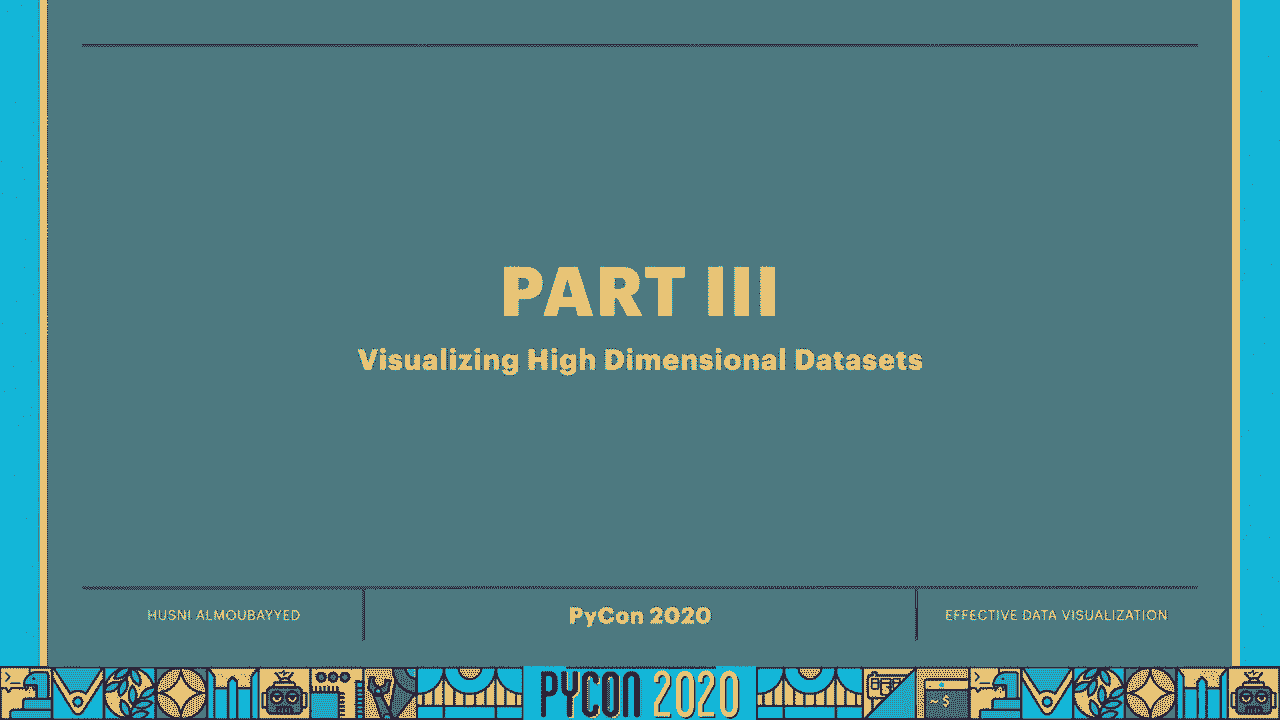 PART III
Visualizing High Dimensional Datasets
HUSNI ALMOUBAYYED
PyCon 2020
EFFECTIVE DATA VISUALIZATION
PYCON 2020
~ $